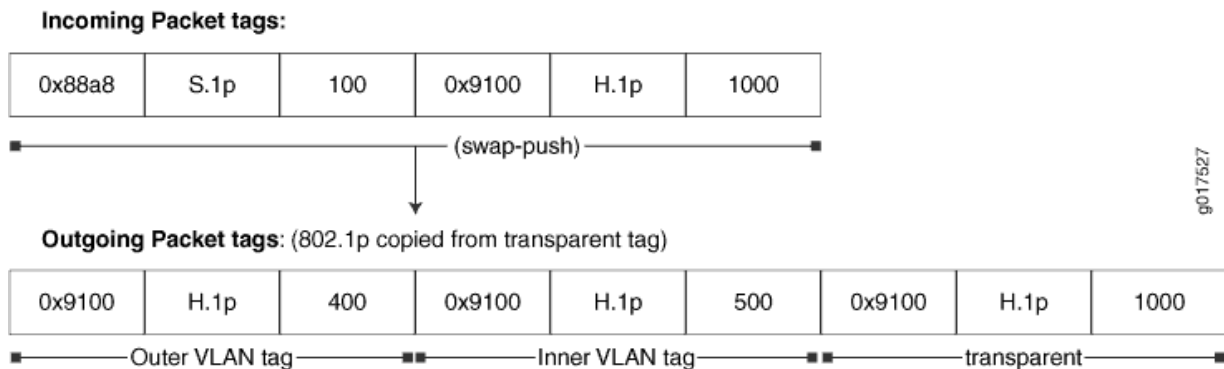 Incoming Packet tags:
0x88a8 S.1p 100 0x9100 H.1p 1000
(swap-push)
g017527
Outgoing Packet tags: (802.1p copied from transparent tag)
0x9100 H.1p 400 0x9100 H.1p 500 0x9100 H.1p 1000
Outer VLAN tag Inner VLAN tag transparent